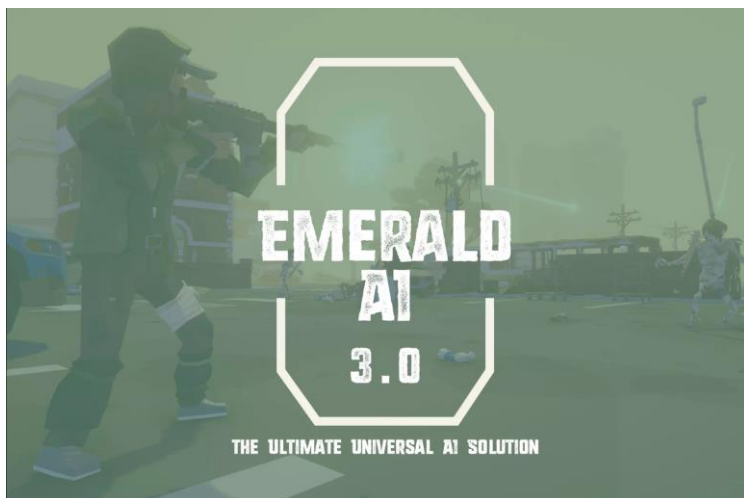 EMERALD
AI
3.0
THE ULTIMATE UNIVERSAL AI SOLUTION